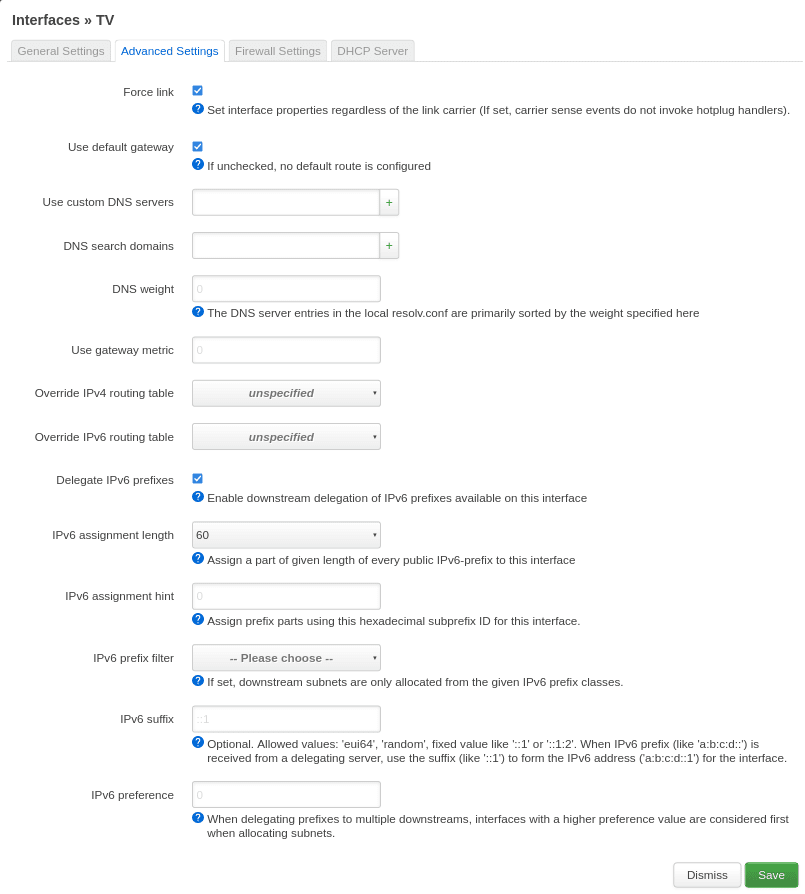 Interfaces » TV
General Settings Advanced Settings Firewall Settings DHCP Server
Force link
? Set interface properties regardless of the link carrier (If set, carrier sense events do not invoke hotplug handlers).
Use default gateway
? If unchecked, no default route is configured
Use custom DNS servers +
DNS search domains +
DNS weight 0
? The DNS server entries in the local resolv.conf are primarily sorted by the weight specified here
Use gateway metric 0
Override IPv4 routing table unspecified
Override IPv6 routing table unspecified
Delegate IPv6 prefixes
? Enable downstream delegation of IPv6 prefixes available on this interface
IPv6 assignment length 60
? Assign a part of given length of every public IPv6-prefix to this interface
IPv6 assignment hint 0
? Assign prefix parts using this hexadecimal subprefix ID for this interface.
IPv6 prefix filter -- Please choose --
? If set, downstream subnets are only allocated from the given IPv6 prefix classes.
IPv6 suffix ::1
? Optional. Allowed values: 'eui64', 'random', fixed value like '::1' or '::1:2'. When IPv6 prefix (like 'a:b:c:d::') is
received from a delegating server, use the suffix (like '::1') to form the IPv6 address ('a:b:c:d::1') for the interface.
IPv6 preference 0
? When delegating prefixes to multiple downstreams, interfaces with a higher preference value are considered first
when allocating subnets.
Dismiss Save